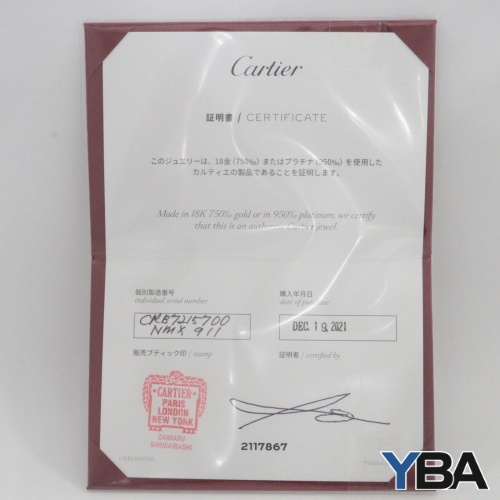 Cartier
証明書 / CERTIFICATE
このジュエリーは、18金(750‰)またはプラチナ(950‰)を使用した
カルティエの製品であることを証明します。
Made in 18K 750‰ gold or in 950‰ platinum, we certify
that this is an authentic Cartier jewel.
個別製造番号
individual serial number
購入年月日
date of purchase
CRB7215700
NMX 911
DEC. 19, 2021
販売ブティック印 / stamp
証明者 / certified by
CARTIER
PARIS
LONDON
NEW YORK
DAIMARU
SHINSAIBASHI
2117867
YBA